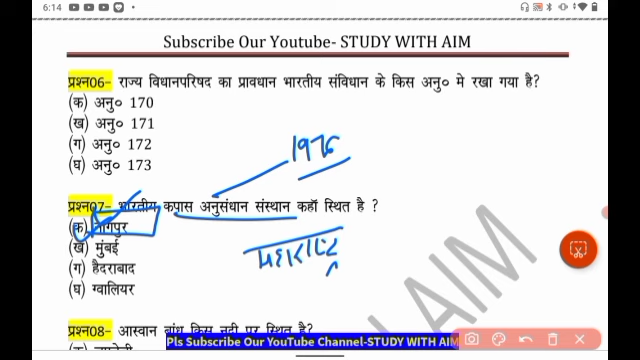 6:14
Subscribe Our Youtube- STUDY WITH AIM
प्रश्न06- राज्य विधानपरिषद का प्रावधान भारतीय संविधान के किस अनु० मे रखा गया है?
(क) अनु० 170
(ख) अनु० 171
(ग) अनु० 172
(घ) अनु० 173
1976
प्रश्न07- भारतीय कपास अनुसंधान संस्थान कहॉ स्थित है ?
(क) नागपुर
(ख) मुंबई
महाराष्ट्र
(ग) हैदराबाद
(घ) ग्वालियर
AIM
प्रश्न08- आस्वान बांध किस नदी पर स्थित है?
Pls Subscribe Our YouTube Channel-STUDY WITH AIM